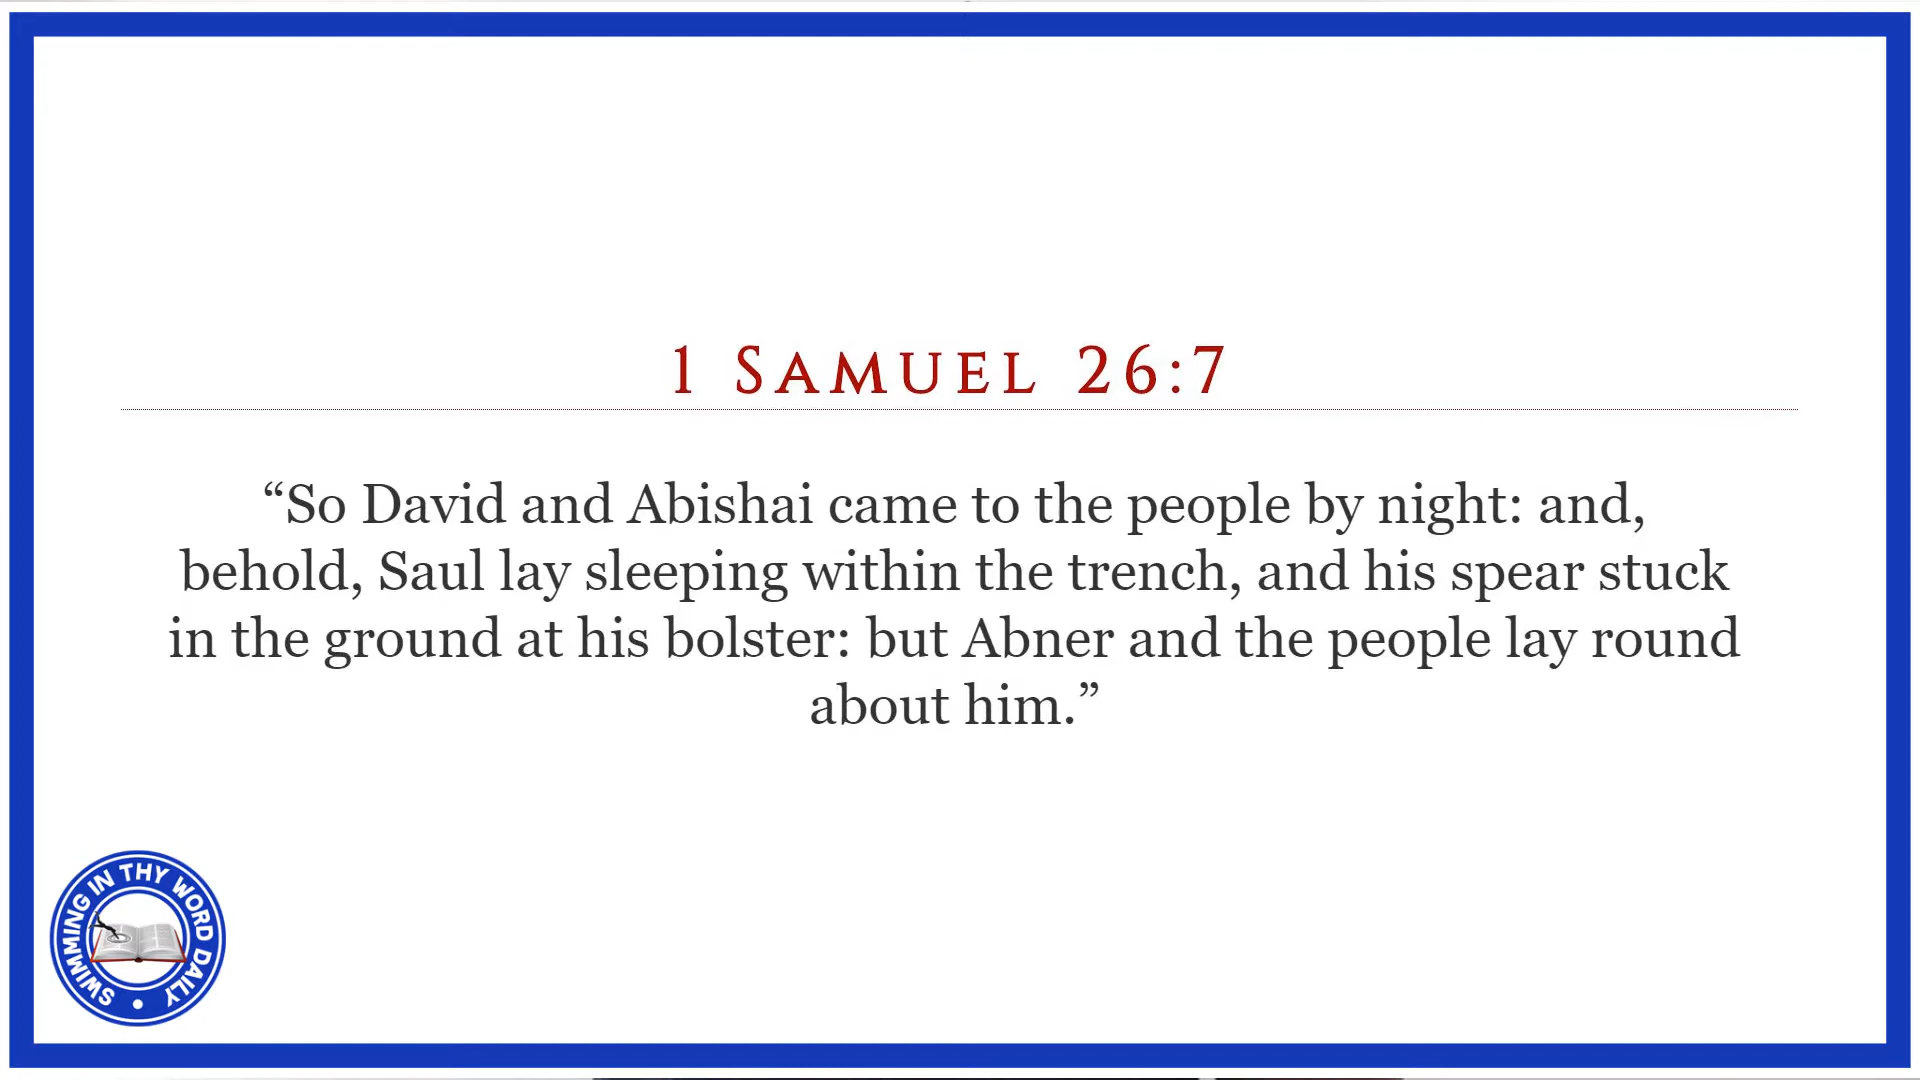 1 SAMUEL 26:7
“So David and Abishai came to the people by night: and,
behold, Saul lay sleeping within the trench, and his spear stuck
in the ground at his bolster: but Abner and the people lay round
about him.”
SWIMMING IN THY WORD DAILY